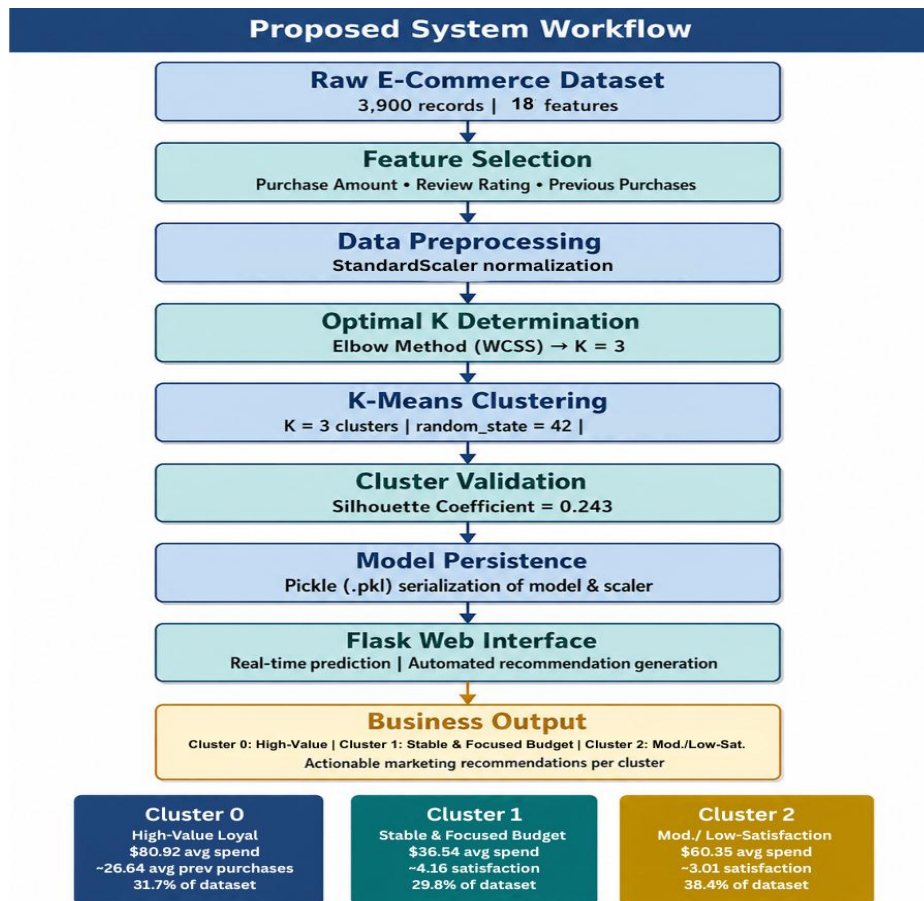 Proposed System Workflow
Raw E-Commerce Dataset
3,900 records | 18 features
Feature Selection
Purchase Amount • Review Rating • Previous Purchases
Data Preprocessing
StandardScaler normalization
Optimal K Determination
Elbow Method (WCSS) → K = 3
K-Means Clustering
K = 3 clusters | random_state = 42 |
Cluster Validation
Silhouette Coefficient = 0.243
Model Persistence
Pickle (.pkl) serialization of model & scaler
Flask Web Interface
Real-time prediction | Automated recommendation generation
Business Output
Cluster 0: High-Value | Cluster 1: Stable & Focused Budget | Cluster 2: Mod./Low-Sat.
Actionable marketing recommendations per cluster
Cluster 0
High-Value Loyal
$80.92 avg spend
~26.64 avg prev purchases
31.7% of dataset
Cluster 1
Stable & Focused Budget
$36.54 avg spend
~4.16 satisfaction
29.8% of dataset
Cluster 2
Mod./ Low-Satisfaction
$60.35 avg spend
~3.01 satisfaction
38.4% of dataset